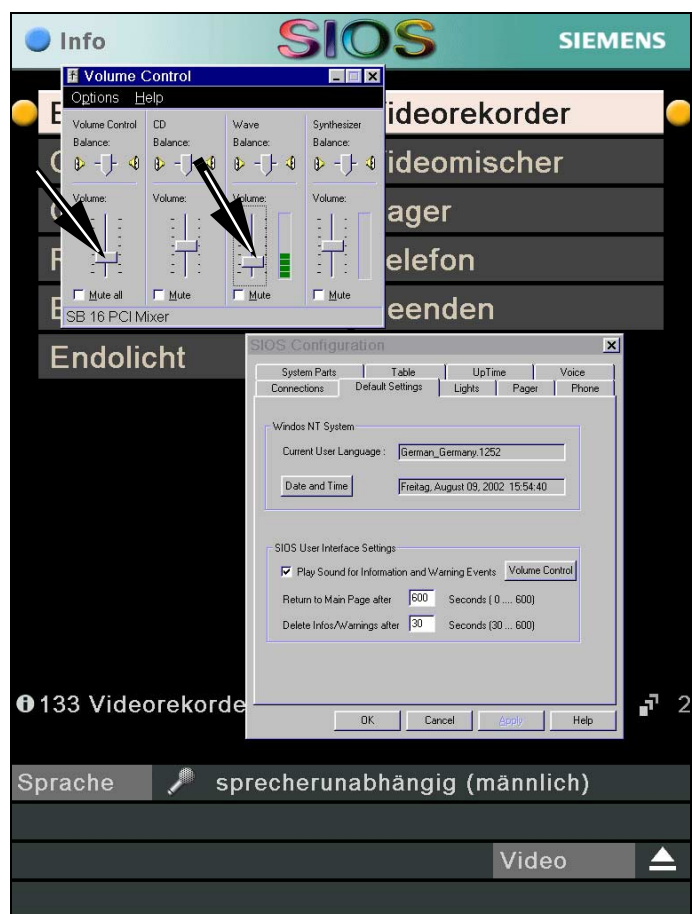 Info
SIOS
SIEMENS
Volume Control
Options Help
Volume Control CD Wave Synthesizer
Balance: Balance: Balance: Balance:
Volume: Volume: Volume: Volume:
Mute all Mute Mute Mute
SB 16 PCI Mixer
ideorekorder
ideomischer
ager
elefon
eenden
Endolicht
SIOS Configuration
System Parts Table UpTime Voice
Connections Default Settings Lights Pager Phone
Windos NT System
Current User Language : German_Germany.1252
Date and Time Freitag, August 09, 2002 15:54:40
SIOS User Interface Settings
Play Sound for Information and Warning Events Volume Control
Return to Main Page after 600 Seconds ( 0 .... 600)
Delete Infos/Warnings after 30 Seconds (30 ... 600)
OK Cancel Apply Help
133 Videorekorde
2
Sprache sprecherunabhängig (männlich)
Video